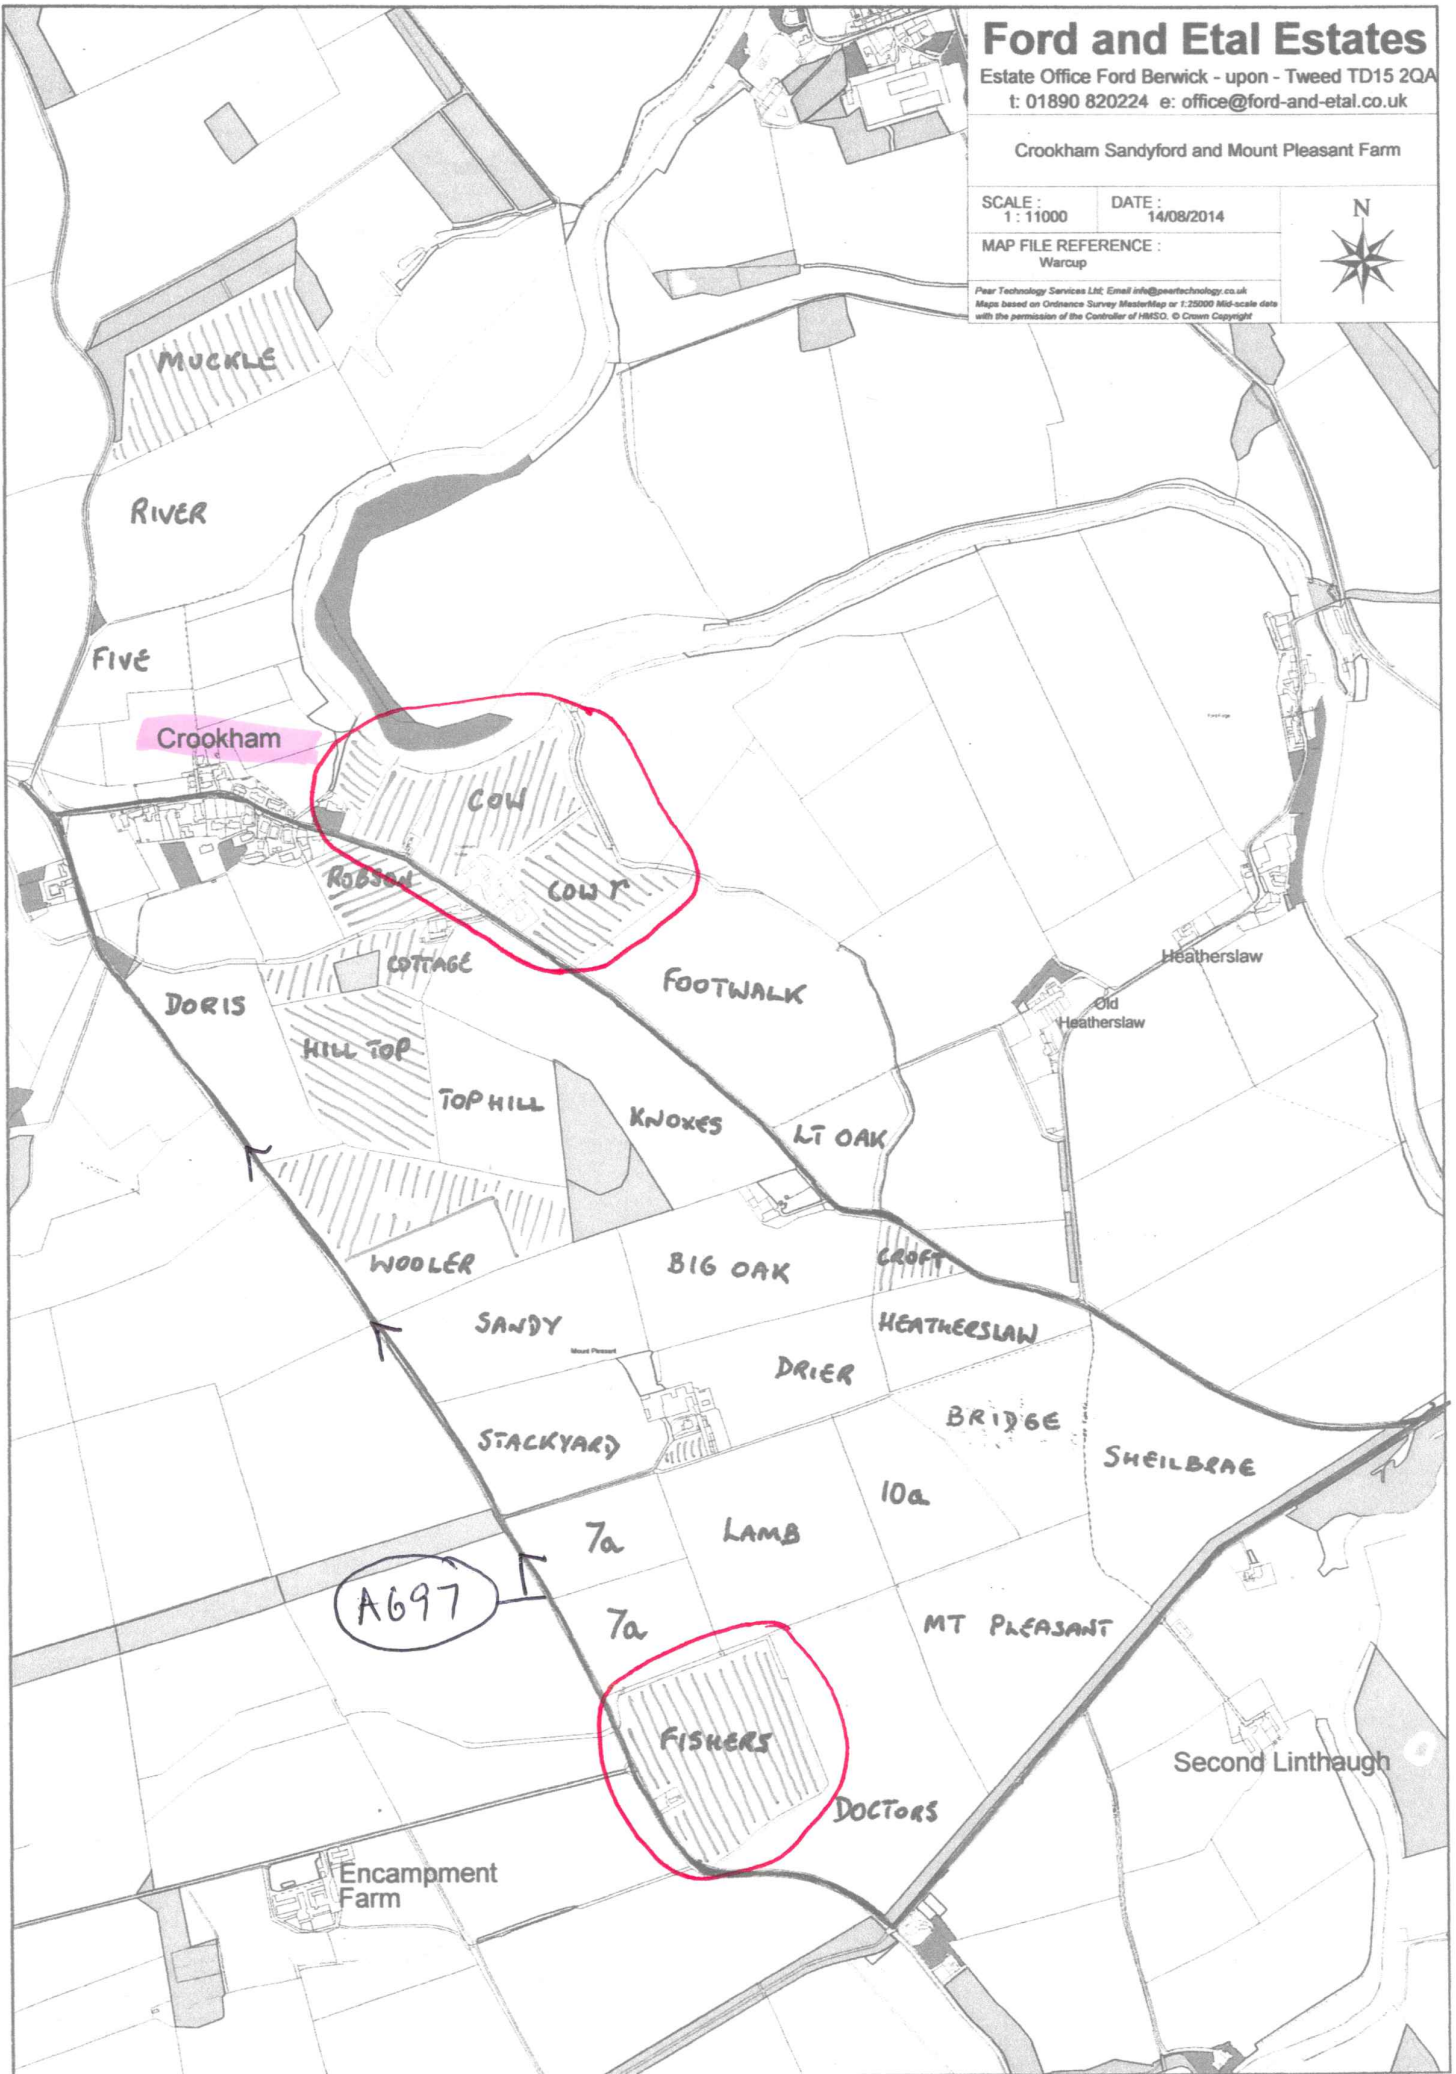 Ford and Etal Estates
Estate Office Ford Berwick - upon - Tweed TD15 2QA
t: 01890 820224 e: office@ford-and-etal.co.uk
Crookham Sandyford and Mount Pleasant Farm
SCALE :
1 : 11000
DATE :
14/08/2014
N
MAP FILE REFERENCE :
Warcup
Pear Technology Services Ltd; Email info@peartechnology.co.uk
Maps based on Ordnance Survey MasterMap or 1:25000 Mid-scale data
with the permission of the Controller of HMSO. © Crown Copyright
MUCKLE
RIVER
FIVE
Crookham
COW
ROBSON
COW Y
COTTAGE
Heatherslaw
DORIS
FOOTWALK
Old
Heatherslaw
HILL TOP
TOP HILL
KNOXES
LT OAK
WOOLER
BIG OAK
CROFT
SANDY
HEATHERSLAW
Mount Pleasant
DRIER
STACKYARD
BRIDGE
SHEILBRAE
10a
7a
LAMB
A697
7a
MT PLEASANT
FISHERS
Second Linthaugh
DOCTORS
Encampment
Farm